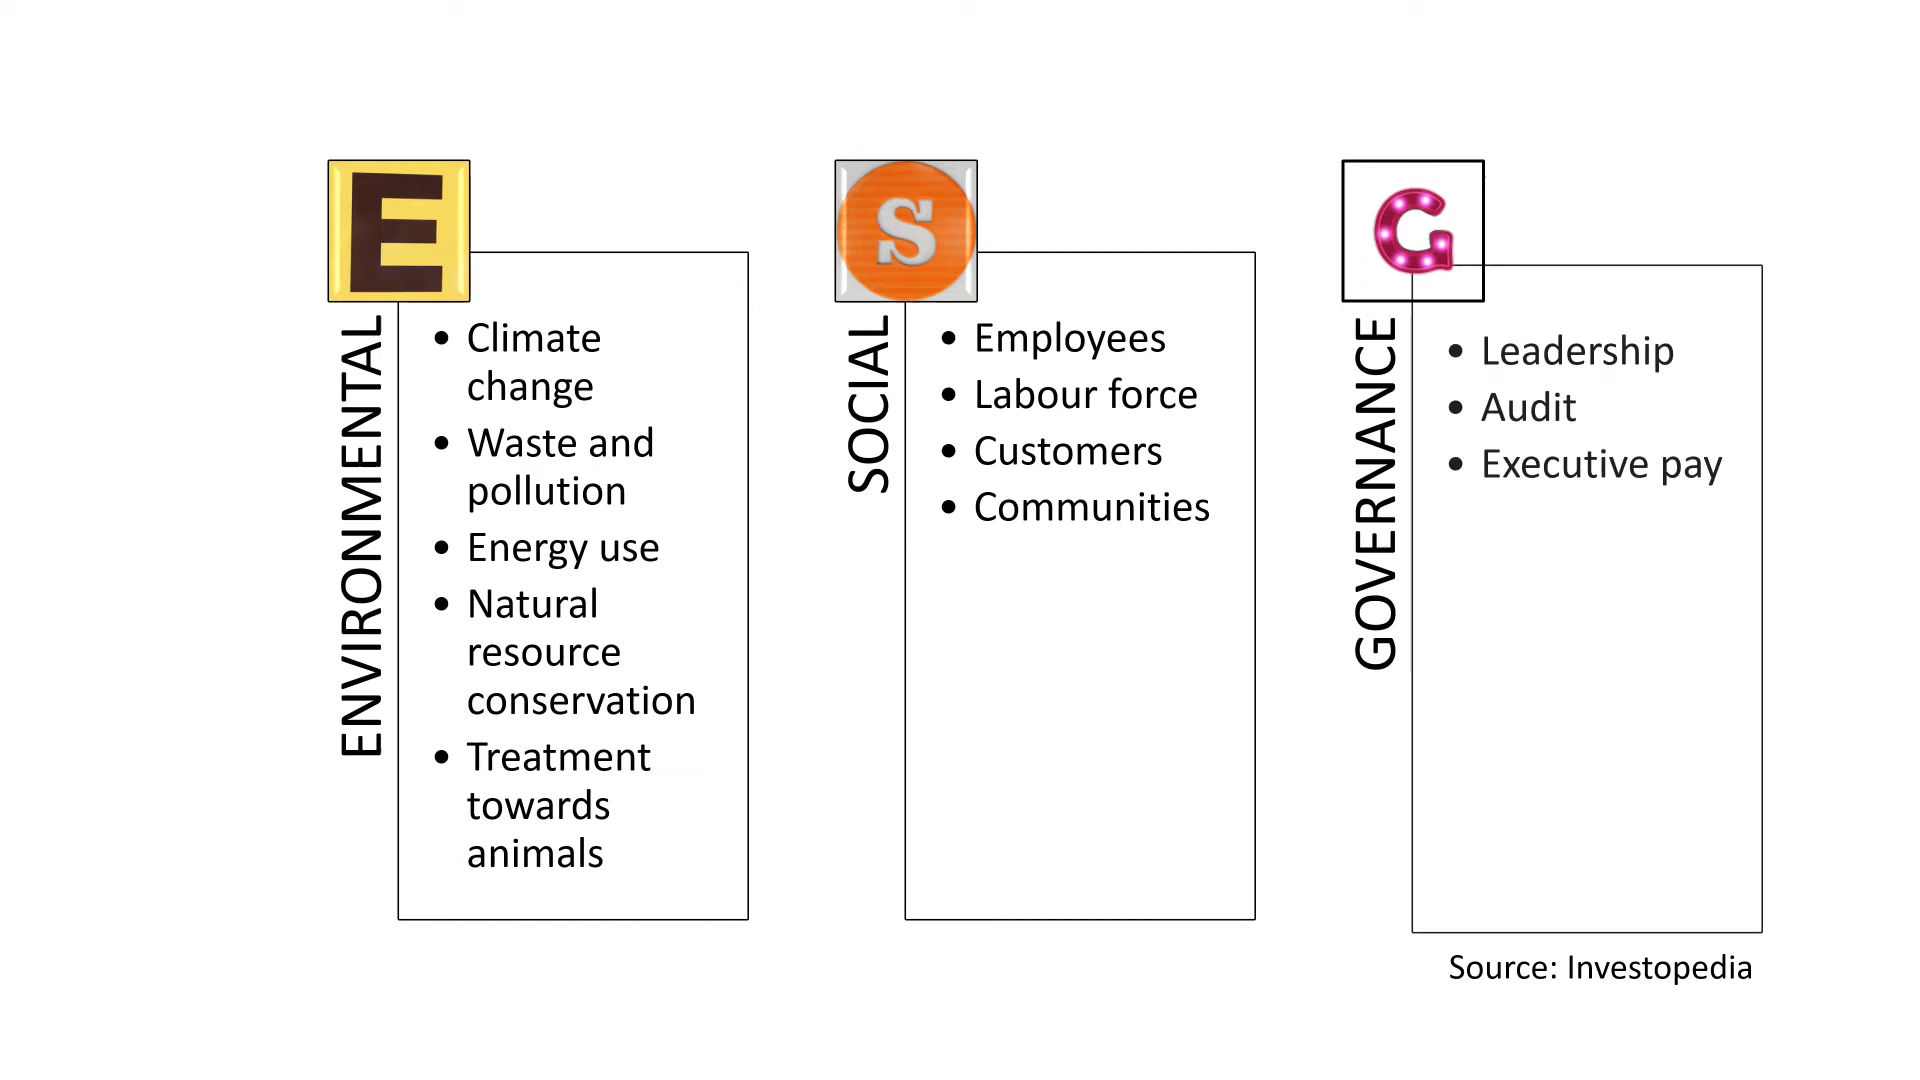 E
ENVIRONMENTAL
• Climate
change
• Waste and
pollution
• Energy use
• Natural
resource
conservation
• Treatment
towards
animals
S
SOCIAL
• Employees
• Labour force
• Customers
• Communities
G
GOVERNANCE
• Leadership
• Audit
• Executive pay
Source: Investopedia